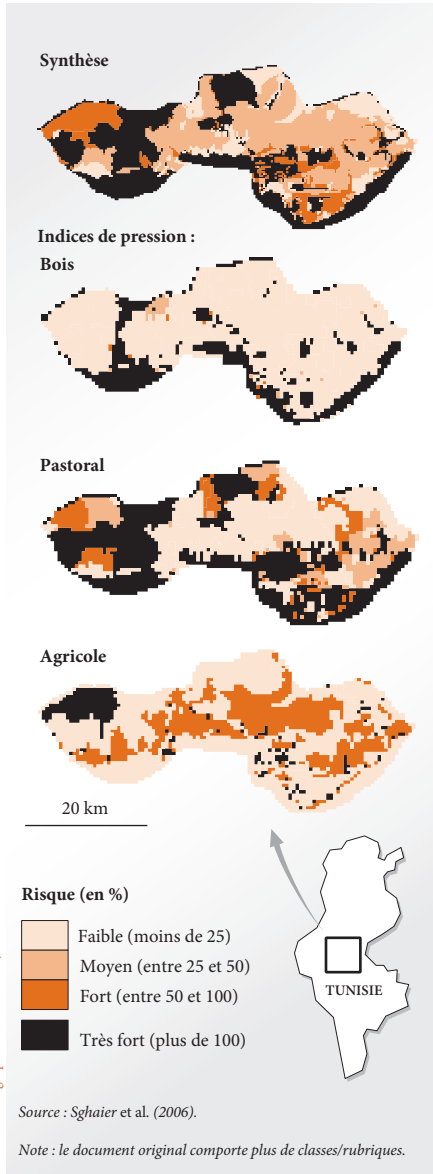 Synthèse
Indices de pression :
Bois
Pastoral
Agricole
20 km
Risque (en %)
Faible (moins de 25)
Moyen (entre 25 et 50)
Fort (entre 50 et 100)
Très fort (plus de 100)
TUNISIE
Source : Sghaier et al. (2006).
Note : le document original comporte plus de classes/rubriques.